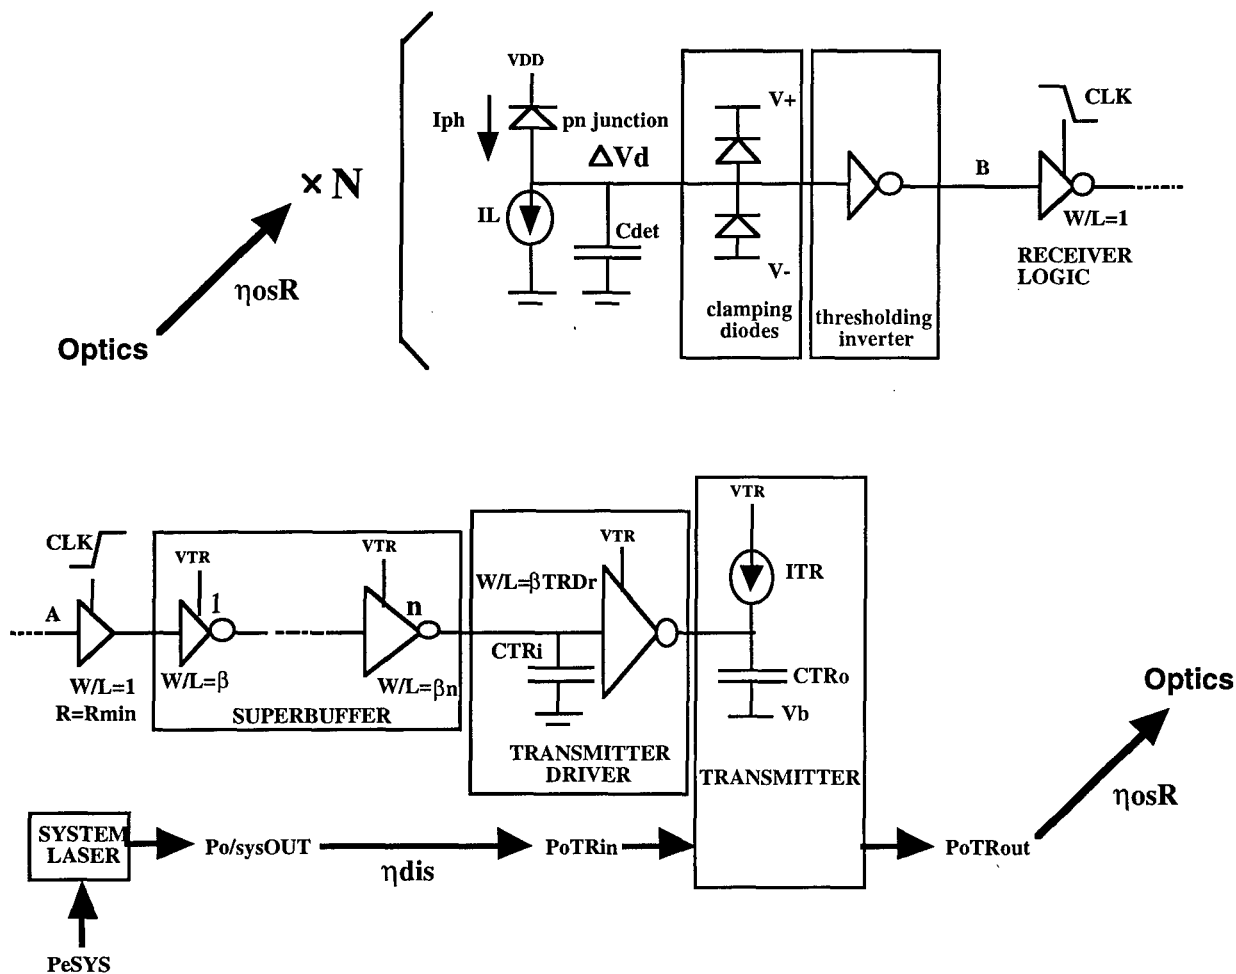 VDD
Iph
pn junction
ΔVd
IL
Cdet
V+
V-
clamping
diodes
thresholding
inverter
B
CLK
W/L=1
RECEIVER
LOGIC
× N
ηosR
Optics
CLK
A
W/L=1
R=Rmin
VTR
1
W/L=β
VTR
n
W/L=βn
SUPERBUFFER
VTR
W/L=βTRDr
CTRi
TRANSMITTER
DRIVER
VTR
ITR
CTRo
Vb
TRANSMITTER
Optics
ηosR
SYSTEM
LASER
Po/sysOUT
ηdis
PoTRin
PoTRout
PeSYS